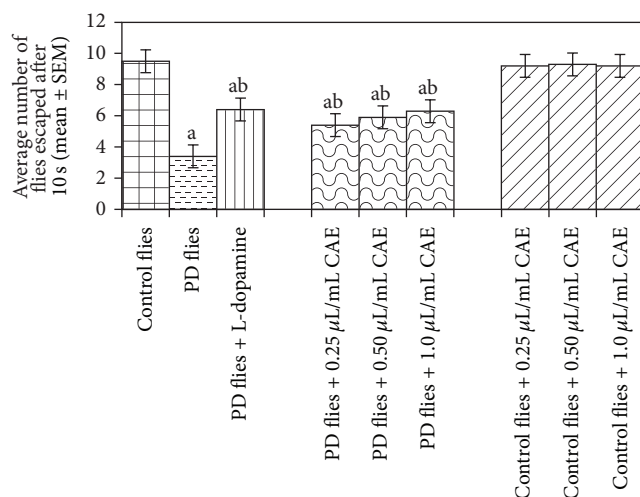 Average number of
flies escaped after
10 s (mean ± SEM)
12
10
8
6
4
2
0
a
ab
ab
ab
ab
Control flies
PD flies
PD flies + L-dopamine
PD flies + 0.25 μL/mL CAE
PD flies + 0.50 μL/mL CAE
PD flies + 1.0 μL/mL CAE
Control flies + 0.25 μL/mL CAE
Control flies + 0.50 μL/mL CAE
Control flies + 1.0 μL/mL CAE